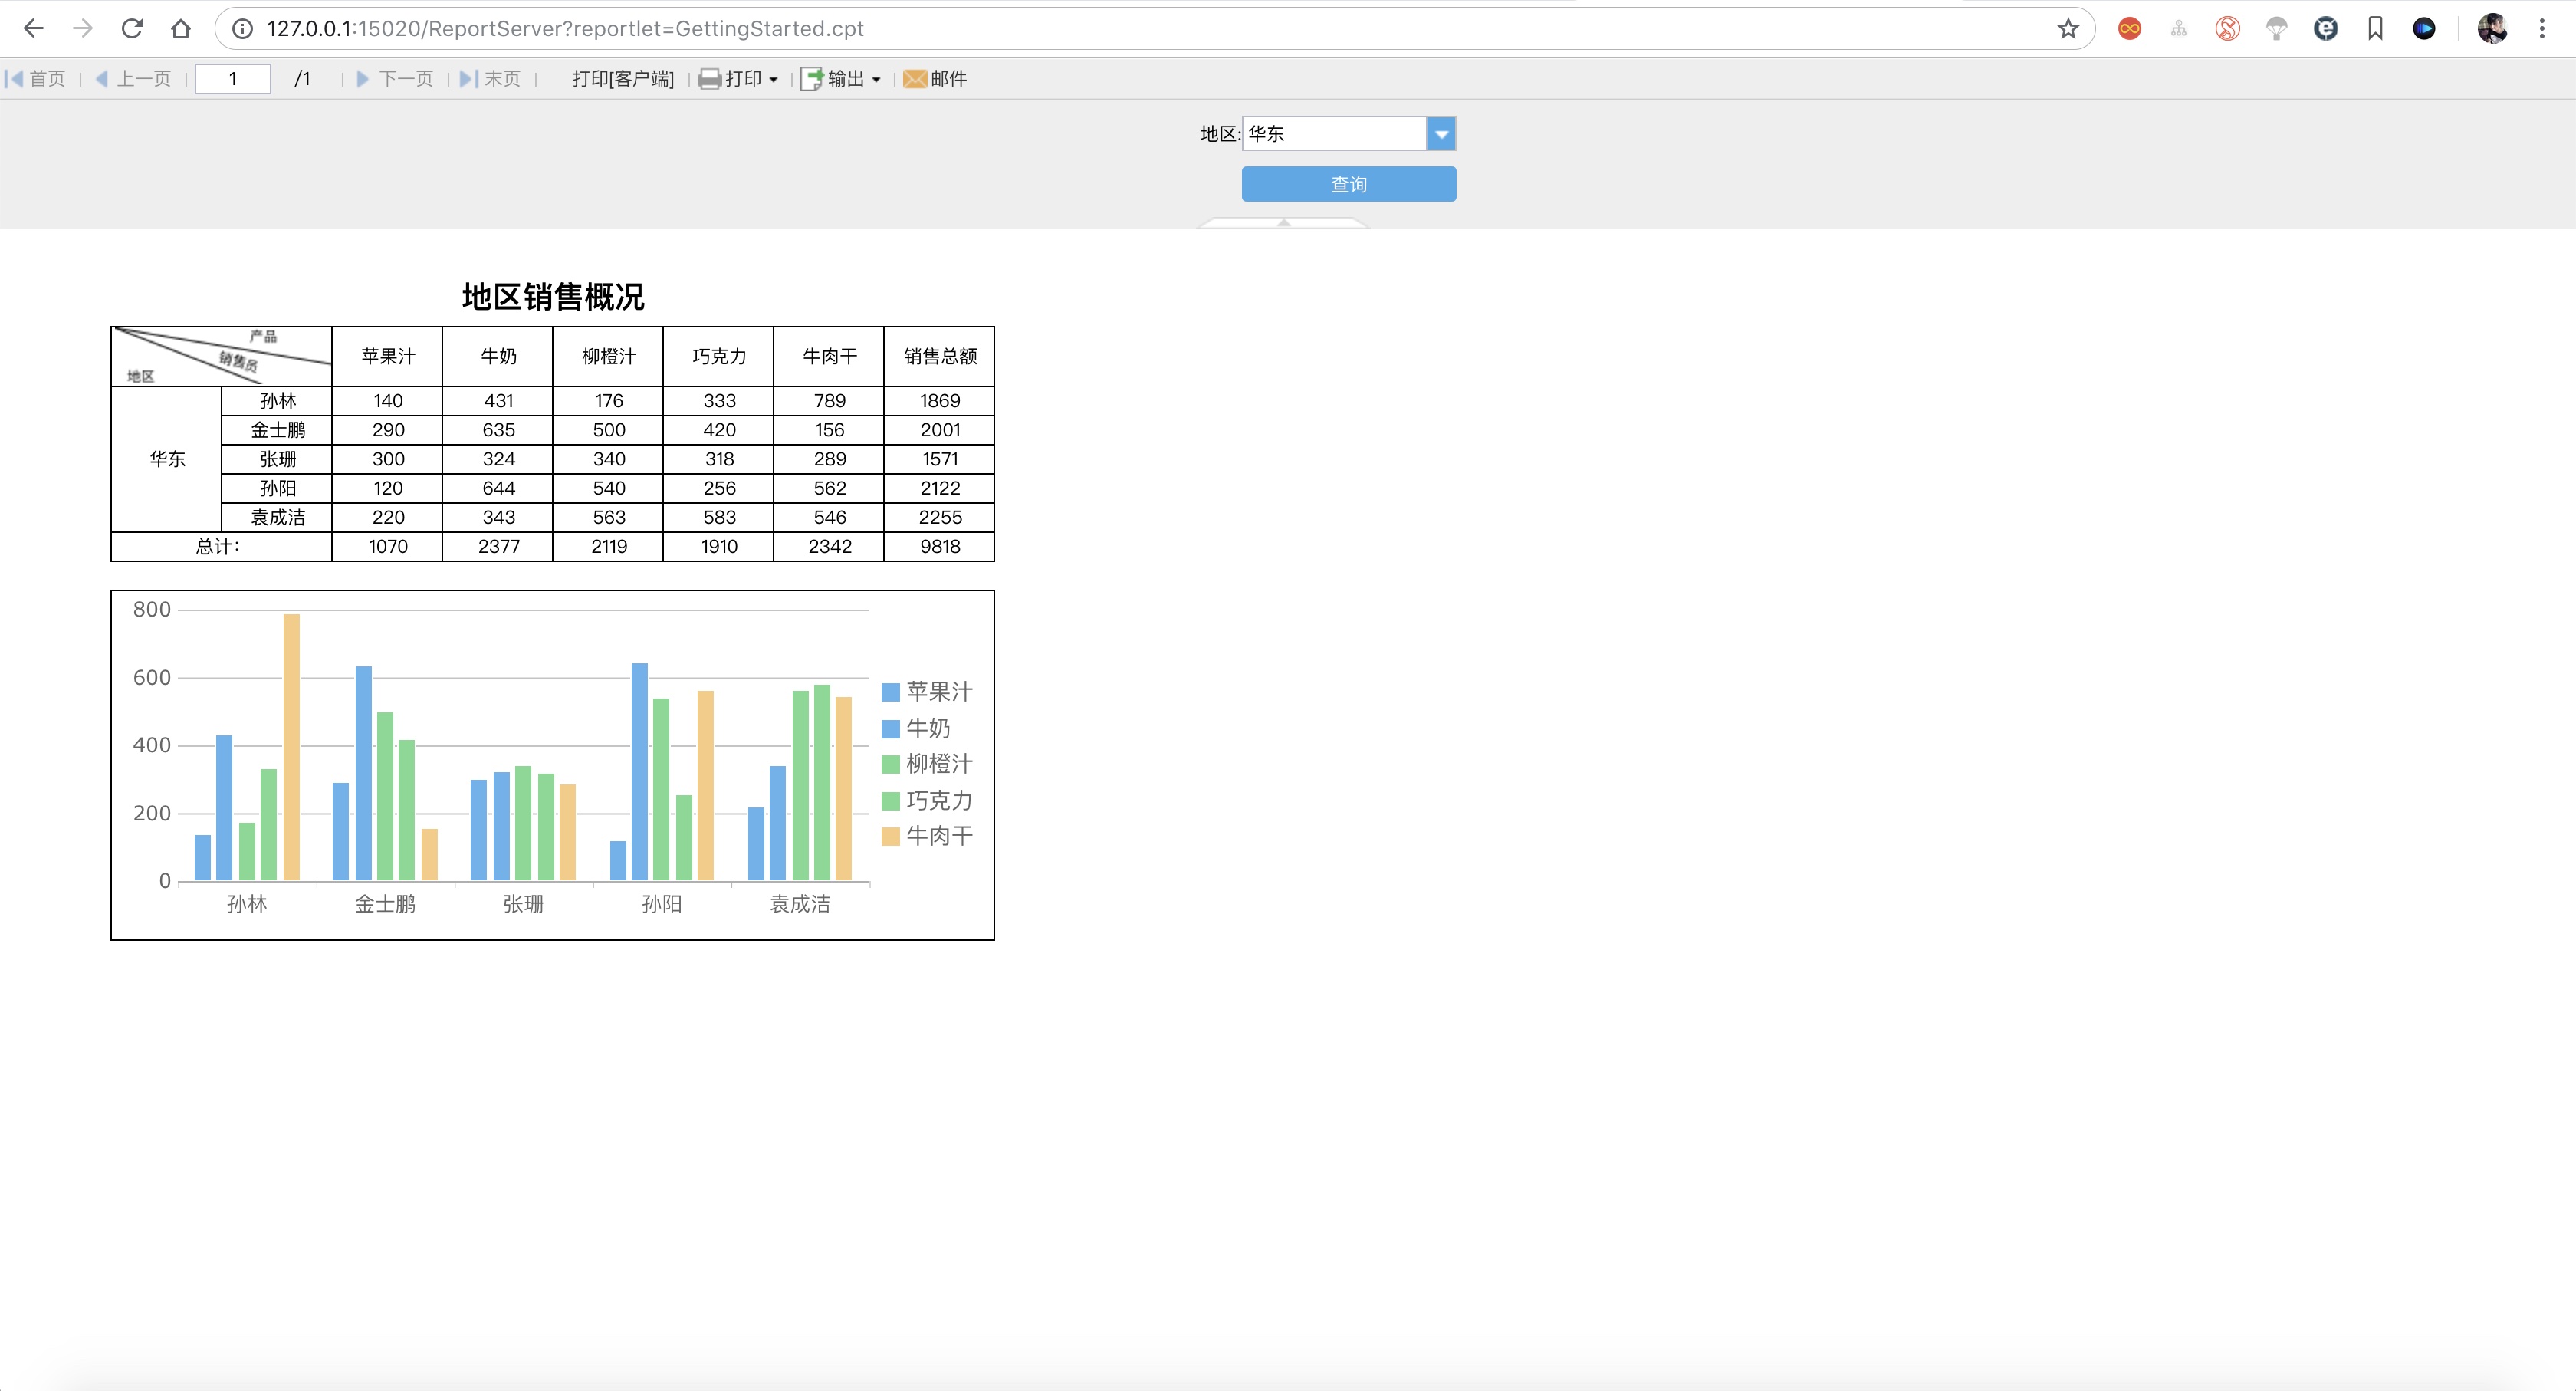 127.0.0.1:15020/ReportServer?reportlet=GettingStarted.cpt
首页 上一页 1 /1 下一页 末页 打印[客户端] 打印 输出 邮件
地区: 华东
查询
地区销售概况
产品 销售员 地区 苹果汁 牛奶 柳橙汁 巧克力 牛肉干 销售总额
华东 孙林 140 431 176 333 789 1869
金士鹏 290 635 500 420 156 2001
张珊 300 324 340 318 289 1571
孙阳 120 644 540 256 562 2122
袁成洁 220 343 563 583 546 2255
总计: 1070 2377 2119 1910 2342 9818
800
600
400
200
0
孙林 金士鹏 张珊 孙阳 袁成洁
苹果汁
牛奶
柳橙汁
巧克力
牛肉干